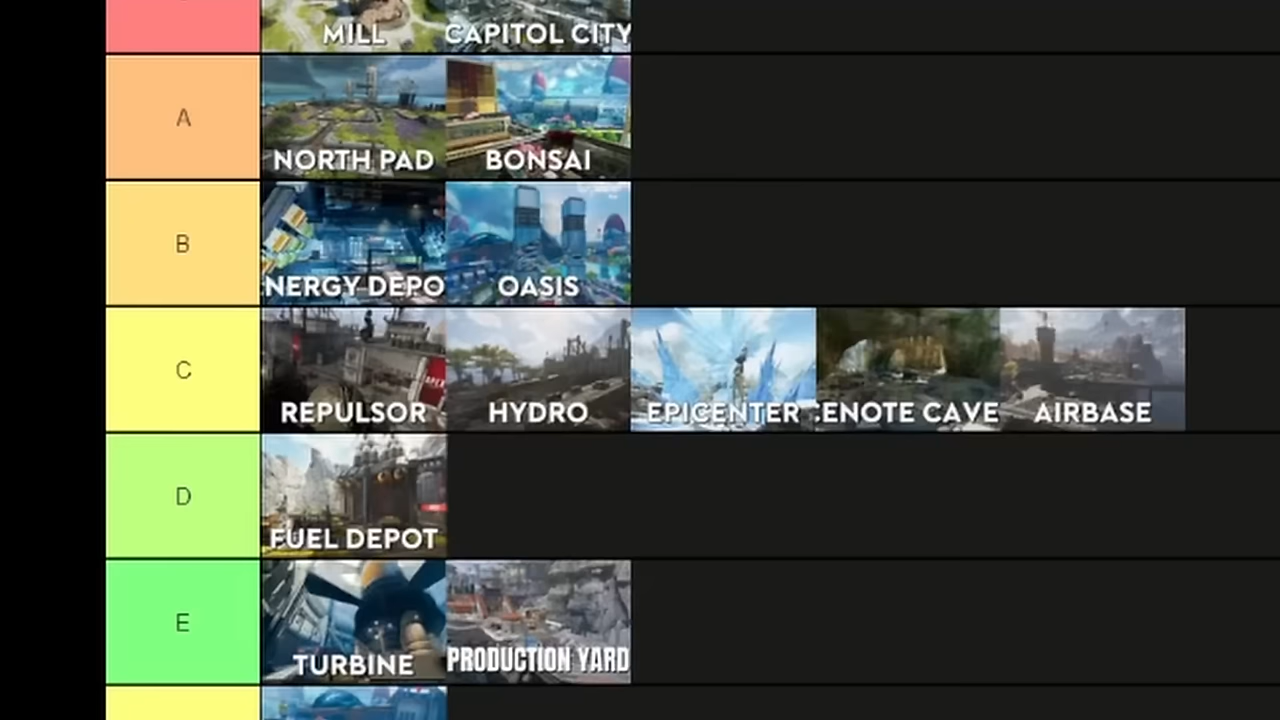 MILL CAPITOL CITY
A NORTH PAD BONSAI
B NERGY DEPO OASIS
C REPULSOR HYDRO EPICENTER ENOTE CAVE AIRBASE
D FUEL DEPOT
E TURBINE PRODUCTION YARD